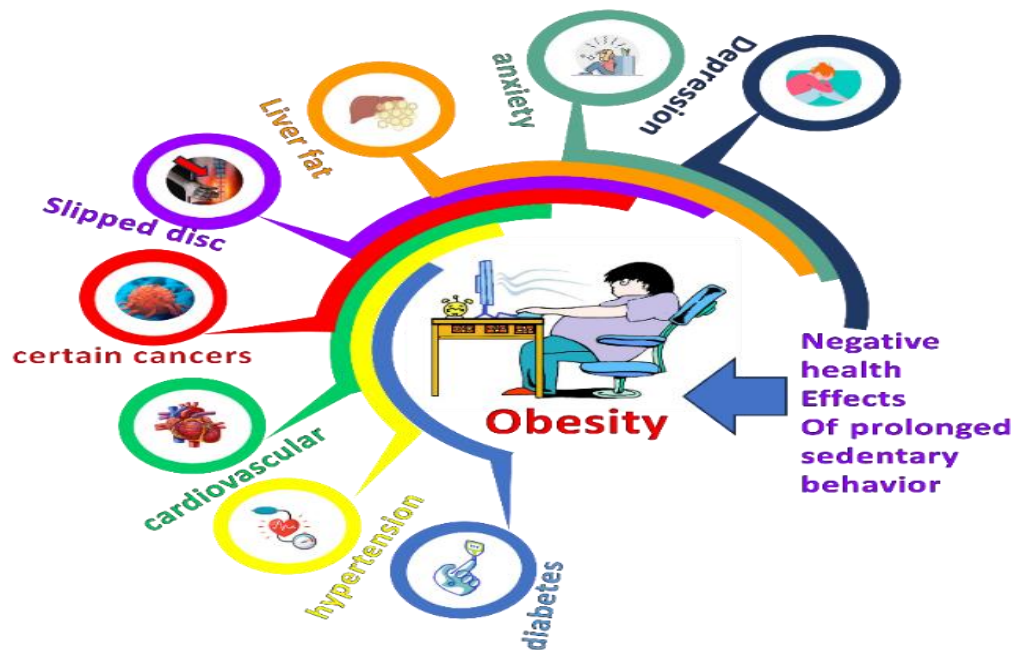 Depression
anxiety
Liver fat
Slipped disc
certain cancers
cardiovascular
hypertension
diabetes
Obesity
Negative
health
Effects
Of prolonged
sedentary
behavior